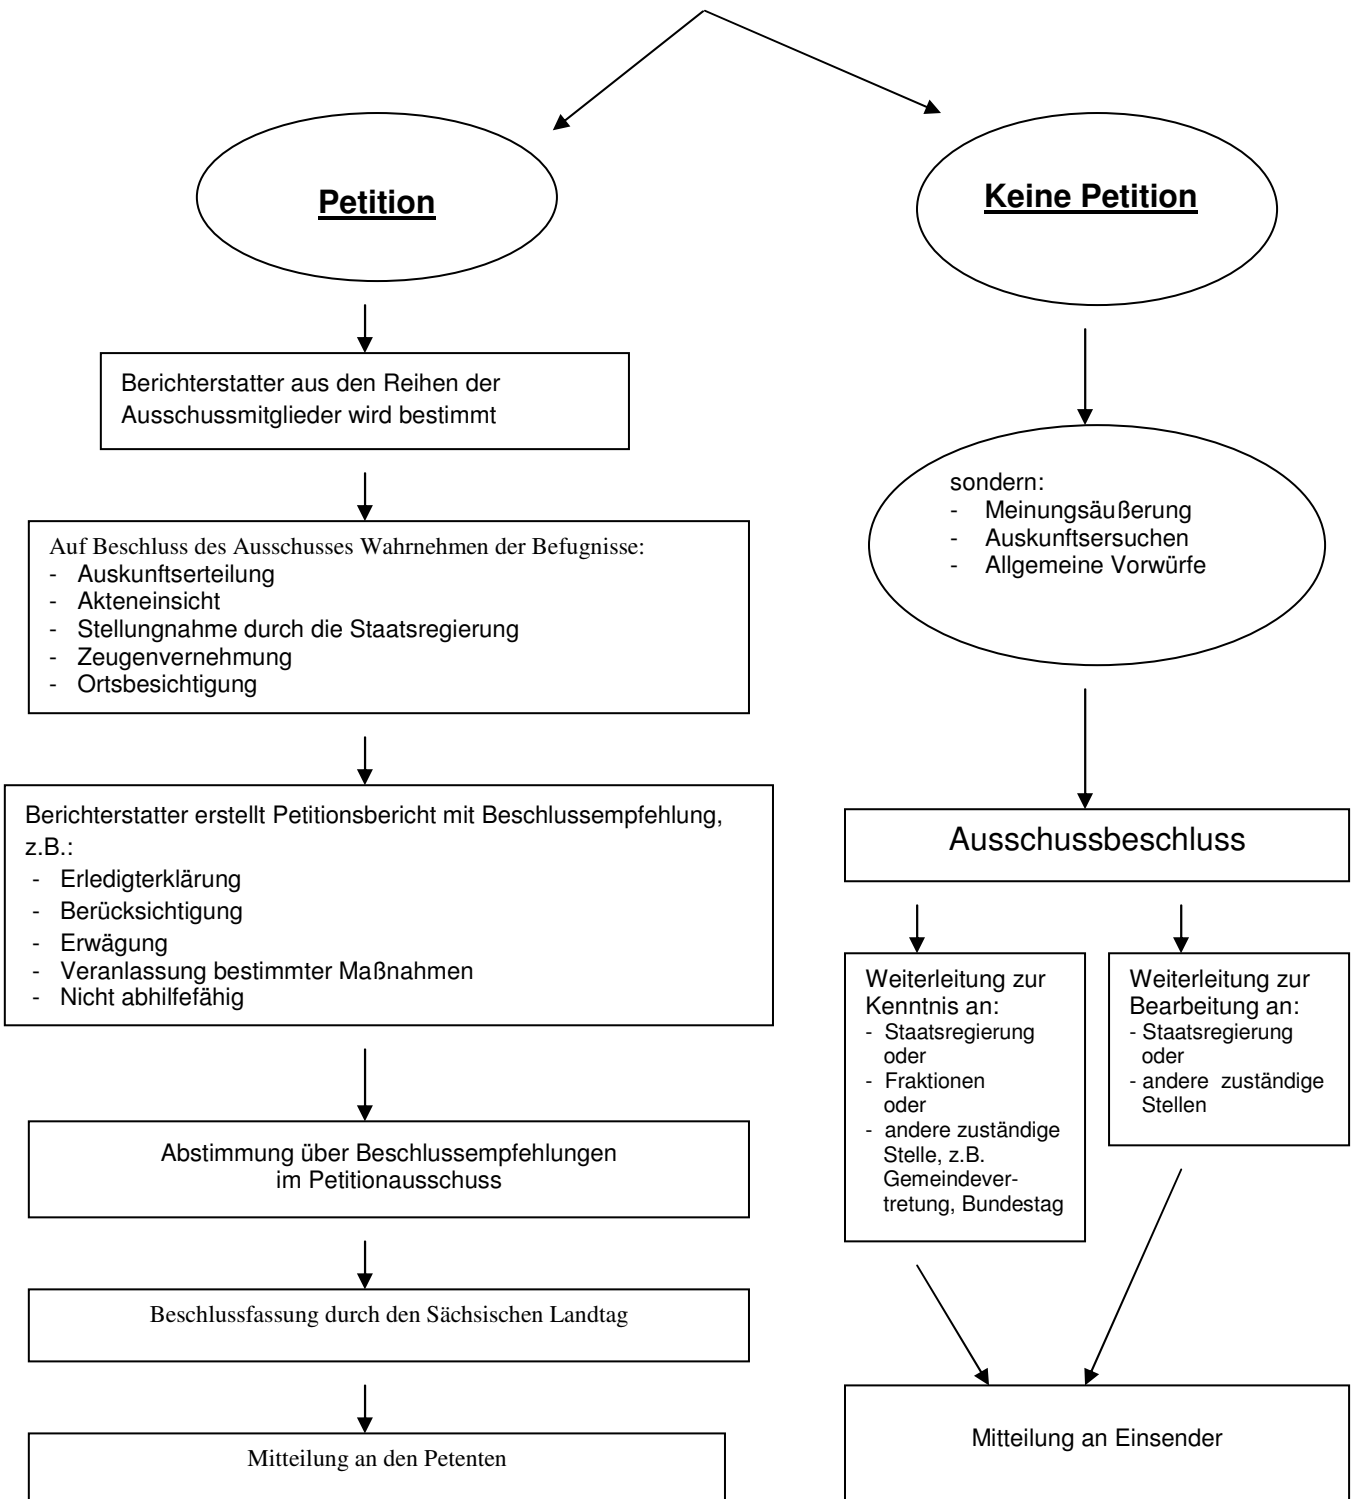 Petition
Berichterstatter aus den Reihen der
Ausschussmitglieder wird bestimmt
Auf Beschluss des Ausschusses Wahrnehmen der Befugnisse:
- Auskunftserteilung
- Akteneinsicht
- Stellungnahme durch die Staatsregierung
- Zeugenvernehmung
- Ortsbesichtigung
Berichterstatter erstellt Petitionsbericht mit Beschlussempfehlung,
z.B.:
- Erledigterklärung
- Berücksichtigung
- Erwägung
- Veranlassung bestimmter Maßnahmen
- Nicht abhilfefähig
Abstimmung über Beschlussempfehlungen
im Petitionausschuss
Beschlussfassung durch den Sächsischen Landtag
Mitteilung an den Petenten
Keine Petition
sondern:
- Meinungsäußerung
- Auskunftsersuchen
- Allgemeine Vorwürfe
Ausschussbeschluss
Weiterleitung zur
Kenntnis an:
- Staatsregierung
oder
- Fraktionen
oder
- andere zuständige
Stelle, z.B.
Gemeindever-
tretung, Bundestag
Weiterleitung zur
Bearbeitung an:
- Staatsregierung
oder
- andere zuständige
Stellen
Mitteilung an Einsender